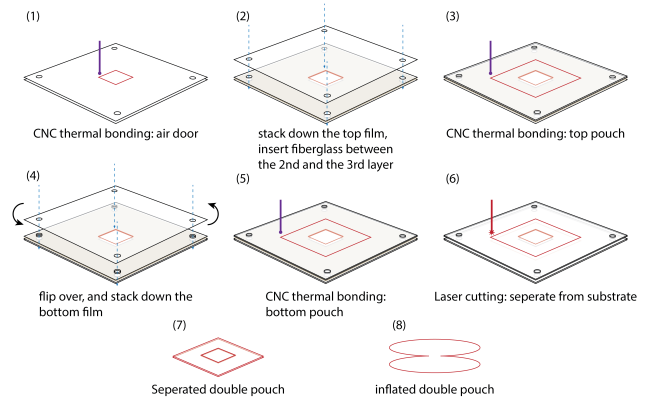 (1)
CNC thermal bonding: air door
(2)
stack down the top film,
insert fiberglass between
the 2nd and the 3rd layer
(3)
CNC thermal bonding: top pouch
(4)
flip over, and stack down the
bottom film
(5)
CNC thermal bonding:
bottom pouch
(6)
Laser cutting: seperate from substrate
(7)
Seperated double pouch
(8)
inflated double pouch